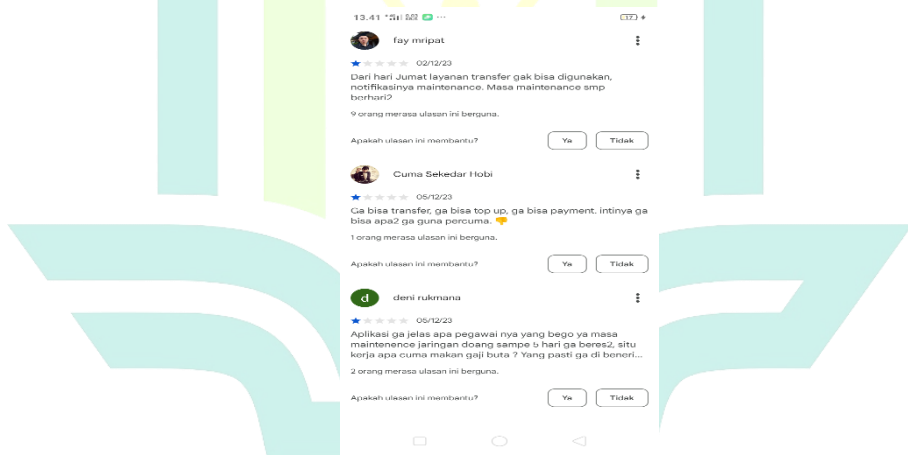 13.41
17
fay mripat
02/12/23
Dari hari Jumat layanan transfer gak bisa digunakan,
notifikasinya maintenance. Masa maintenance smp
berhari2
9 orang merasa ulasan ini berguna.
Apakah ulasan ini membantu? Ya Tidak
Cuma Sekedar Hobi
05/12/23
Ga bisa transfer, ga bisa top up, ga bisa payment. intinya ga
bisa apa2 ga guna percuma. 👎
1 orang merasa ulasan ini berguna.
Apakah ulasan ini membantu? Ya Tidak
d deni rukmana
05/12/23
Aplikasi ga jelas apa pegawai nya yang bego ya masa
maintenence jaringan doang sampe 5 hari ga beres2, situ
kerja apa cuma makan gaji buta ? Yang pasti ga di beneri...
2 orang merasa ulasan ini berguna.
Apakah ulasan ini membantu? Ya Tidak